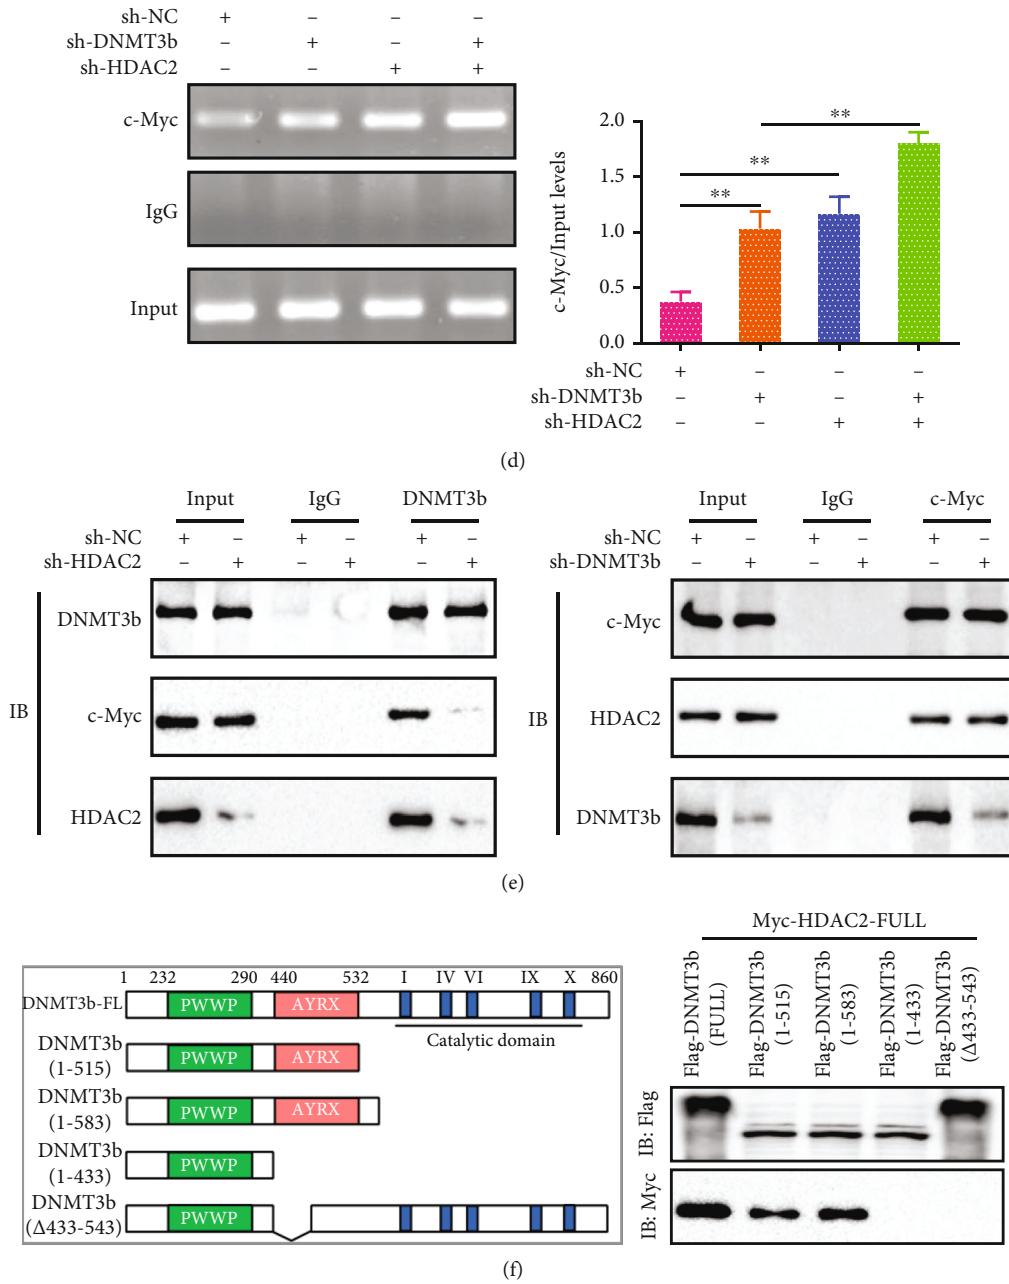 sh-NC + – – –
sh-DNMT3b – + – +
sh-HDAC2 – – + +
c-Myc
IgG
Input
c-Myc/Input levels
2.0
1.5
1.0
0.5
0.0
**
**
**
sh-NC + – – –
sh-DNMT3b – + – +
sh-HDAC2 – – + +
(d)
Input IgG DNMT3b
sh-NC + – + – + –
sh-HDAC2 – + – + – +
IB
DNMT3b
c-Myc
HDAC2
Input IgG c-Myc
sh-NC + – + – + –
sh-DNMT3b – + – + – +
IB
c-Myc
HDAC2
DNMT3b
(e)
1 232 290 440 532 I IV VI IX X 860
DNMT3b-FL PWWP AYRX
Catalytic domain
DNMT3b
(1-515) PWWP AYRX
DNMT3b
(1-583) PWWP AYRX
DNMT3b
(1-433) PWWP
DNMT3b
(Δ433-543) PWWP
Myc-HDAC2-FULL
Flag-DNMT3b
(FULL)
Flag-DNMT3b
(1-515)
Flag-DNMT3b
(1-583)
Flag-DNMT3b
(1-433)
Flag-DNMT3b
(Δ433-543)
IB: Flag
IB: Myc
(f)